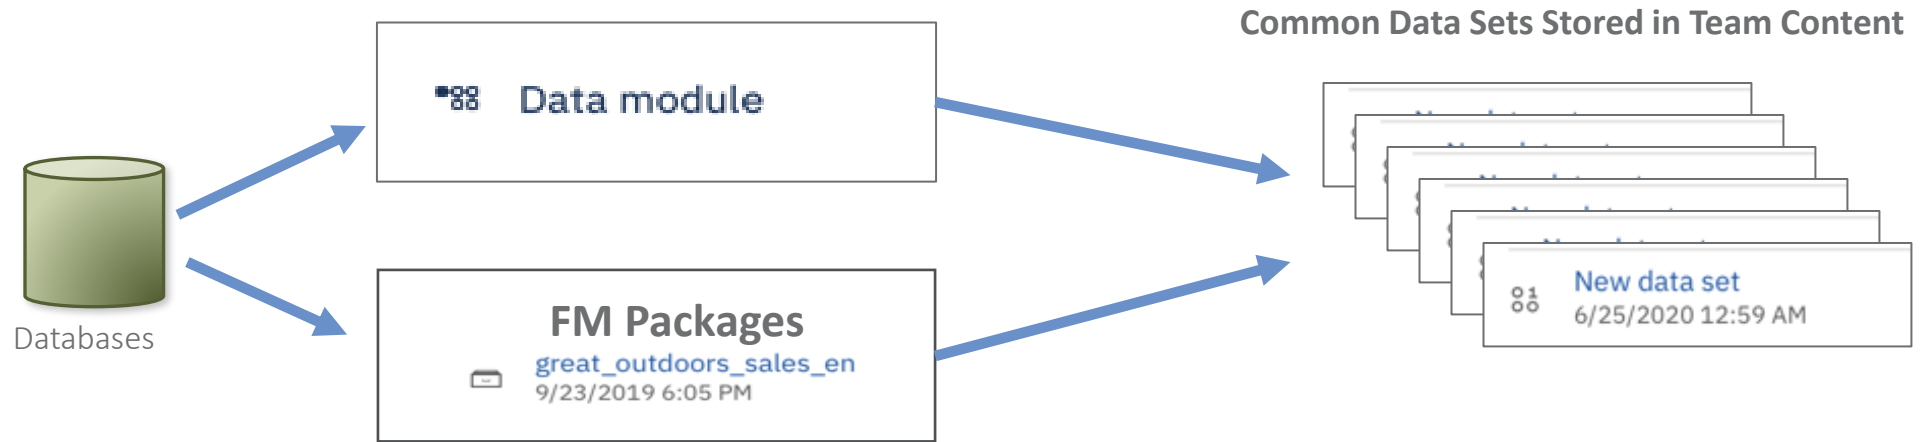 Common Data Sets Stored in Team Content
Data module
Databases
FM Packages
great_outdoors_sales_en
9/23/2019 6:05 PM
New data set
6/25/2020 12:59 AM